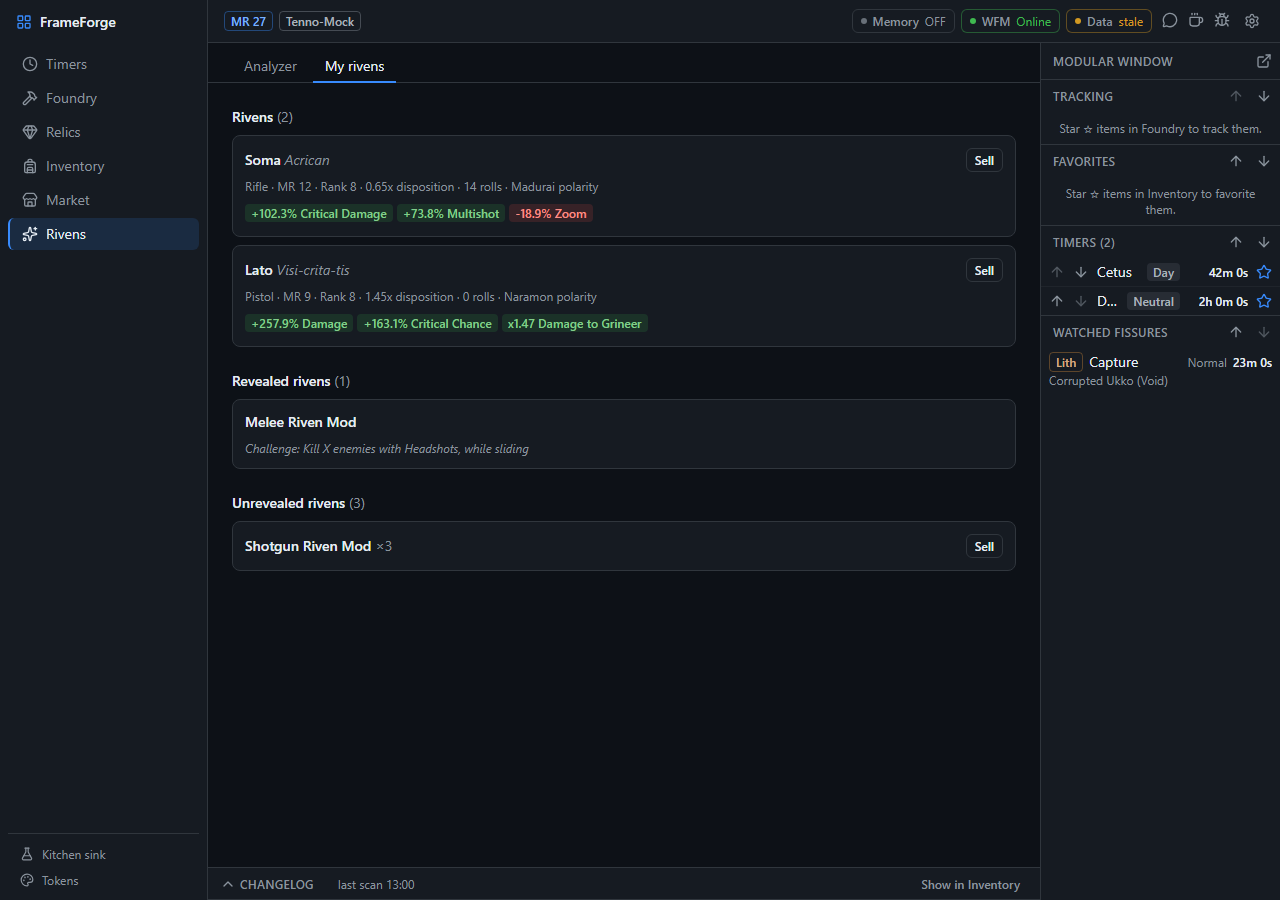 FrameForge
MR 27
Tenno-Mock
Memory OFF
WFM Online
Data stale
Timers
Foundry
Relics
Inventory
Market
Rivens
Kitchen sink
Tokens
Analyzer
My rivens
Rivens (2)
Soma Acrican
Sell
Rifle · MR 12 · Rank 8 · 0.65x disposition · 14 rolls · Madurai polarity
+102.3% Critical Damage
+73.8% Multishot
-18.9% Zoom
Lato Visi-crita-tis
Sell
Pistol · MR 9 · Rank 8 · 1.45x disposition · 0 rolls · Naramon polarity
+257.9% Damage
+163.1% Critical Chance
x1.47 Damage to Grineer
Revealed rivens (1)
Melee Riven Mod
Challenge: Kill X enemies with Headshots, while sliding
Unrevealed rivens (3)
Shotgun Riven Mod ×3
Sell
CHANGELOG
last scan 13:00
Show in Inventory
MODULAR WINDOW
TRACKING
Star ☆ items in Foundry to track them.
FAVORITES
Star ☆ items in Inventory to favorite
them.
TIMERS (2)
Cetus Day 42m 0s
D... Neutral 2h 0m 0s
WATCHED FISSURES
Lith Capture Normal 23m 0s
Corrupted Ukko (Void)